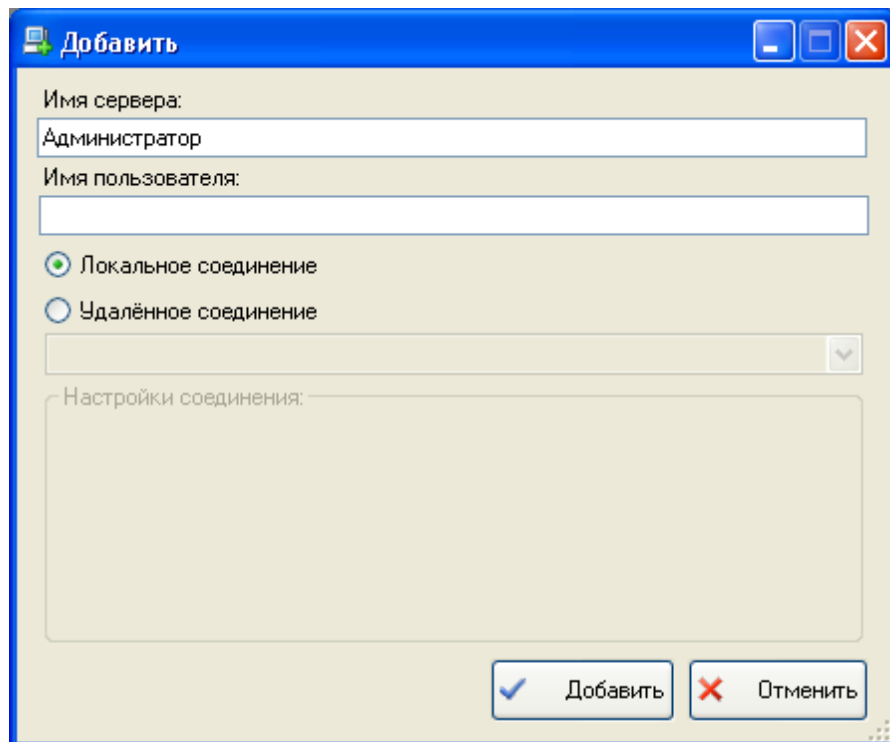 Добавить
Имя сервера:
Администратор
Имя пользователя:
Локальное соединение
Удалённое соединение
Настройки соединения:
Добавить Отменить